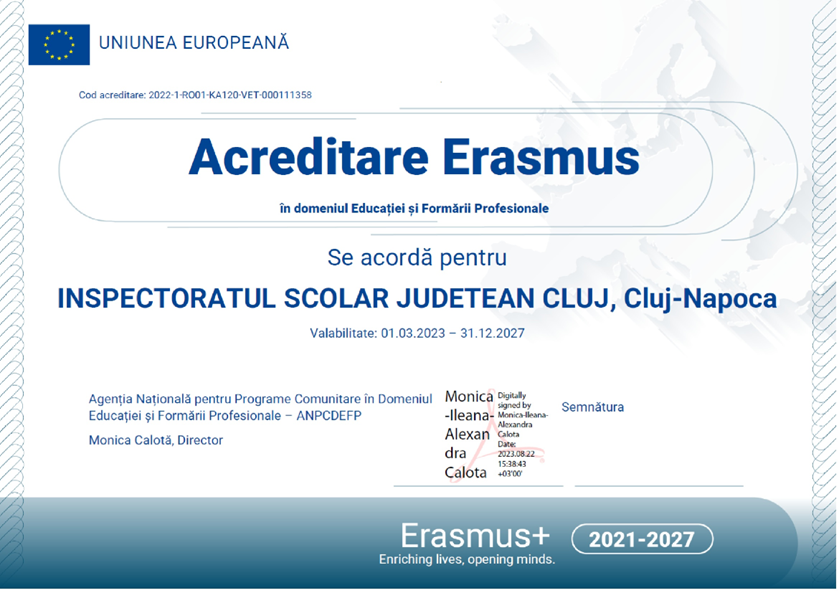 UNIUNEA EUROPEANĂ
Cod acreditare: 2022-1-RO01-KA120-VET-000111358
Acreditare Erasmus
în domeniul Educației și Formării Profesionale
Se acordă pentru
INSPECTORATUL SCOLAR JUDETEAN CLUJ, Cluj-Napoca
Valabilitate: 01.03.2023 – 31.12.2027
Agenția Națională pentru Programe Comunitare în Domeniul
Educației și Formării Profesionale – ANPCDEFP
Monica Calotă, Director
Monica
-Ileana-
Alexan
dra
Calota
Digitally
signed by
Monica-Ileana-
Alexandra
Calota
Date:
2023.08.22
15:38:43
+03'00'
Semnătura
Erasmus+
Enriching lives, opening minds.
2021-2027